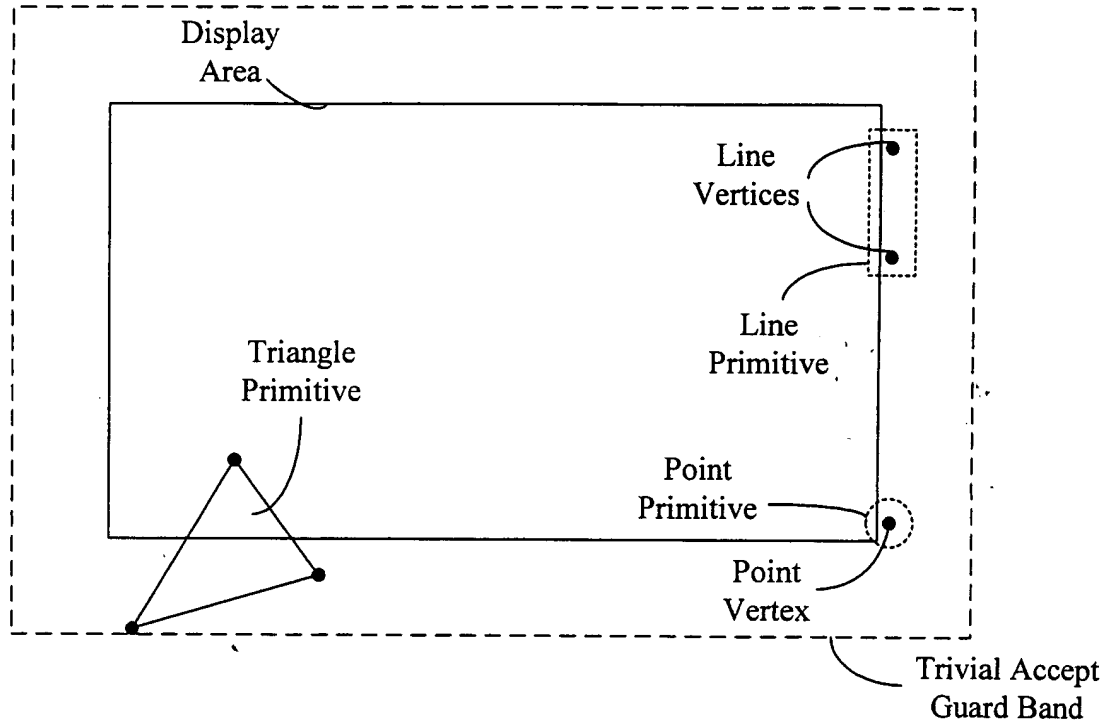 Display
Area
Line
Vertices
Line
Primitive
Triangle
Primitive
Point
Primitive
Point
Vertex
Trivial Accept
Guard Band